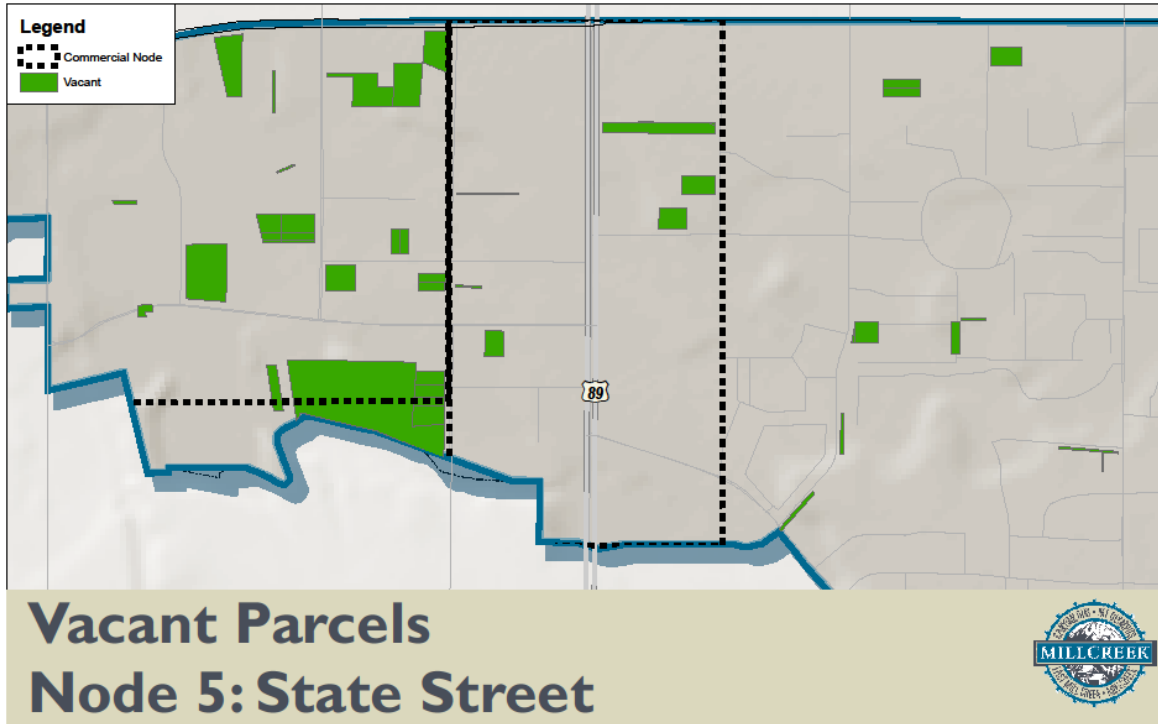 Legend
Commercial Node
Vacant
89
Vacant Parcels
Node 5: State Street
MILLCREEK